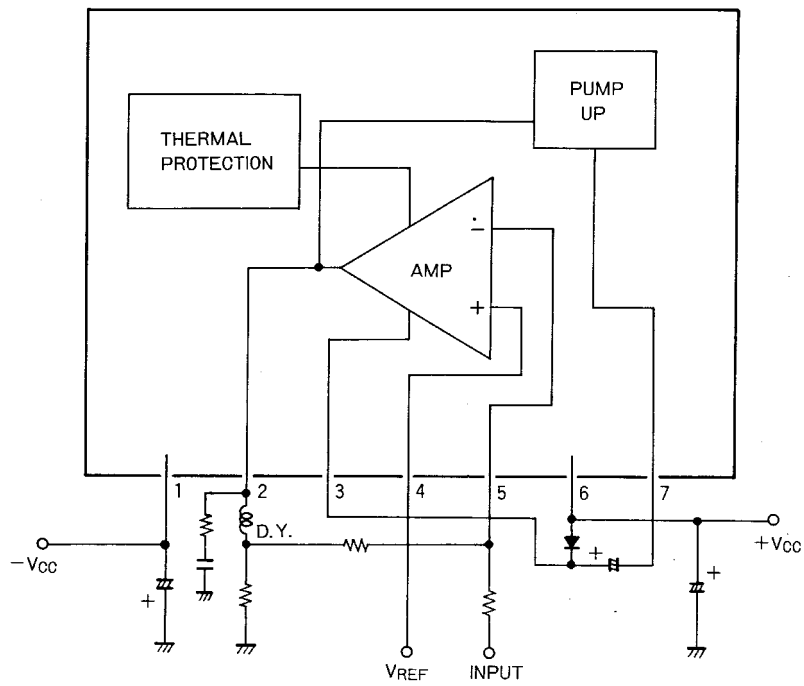 PUMP
UP
THERMAL
PROTECTION
AMP
−
+
1 2 3 4 5 6 7
D.Y.
−VCC
+
+
+VCC
+
VREF INPUT